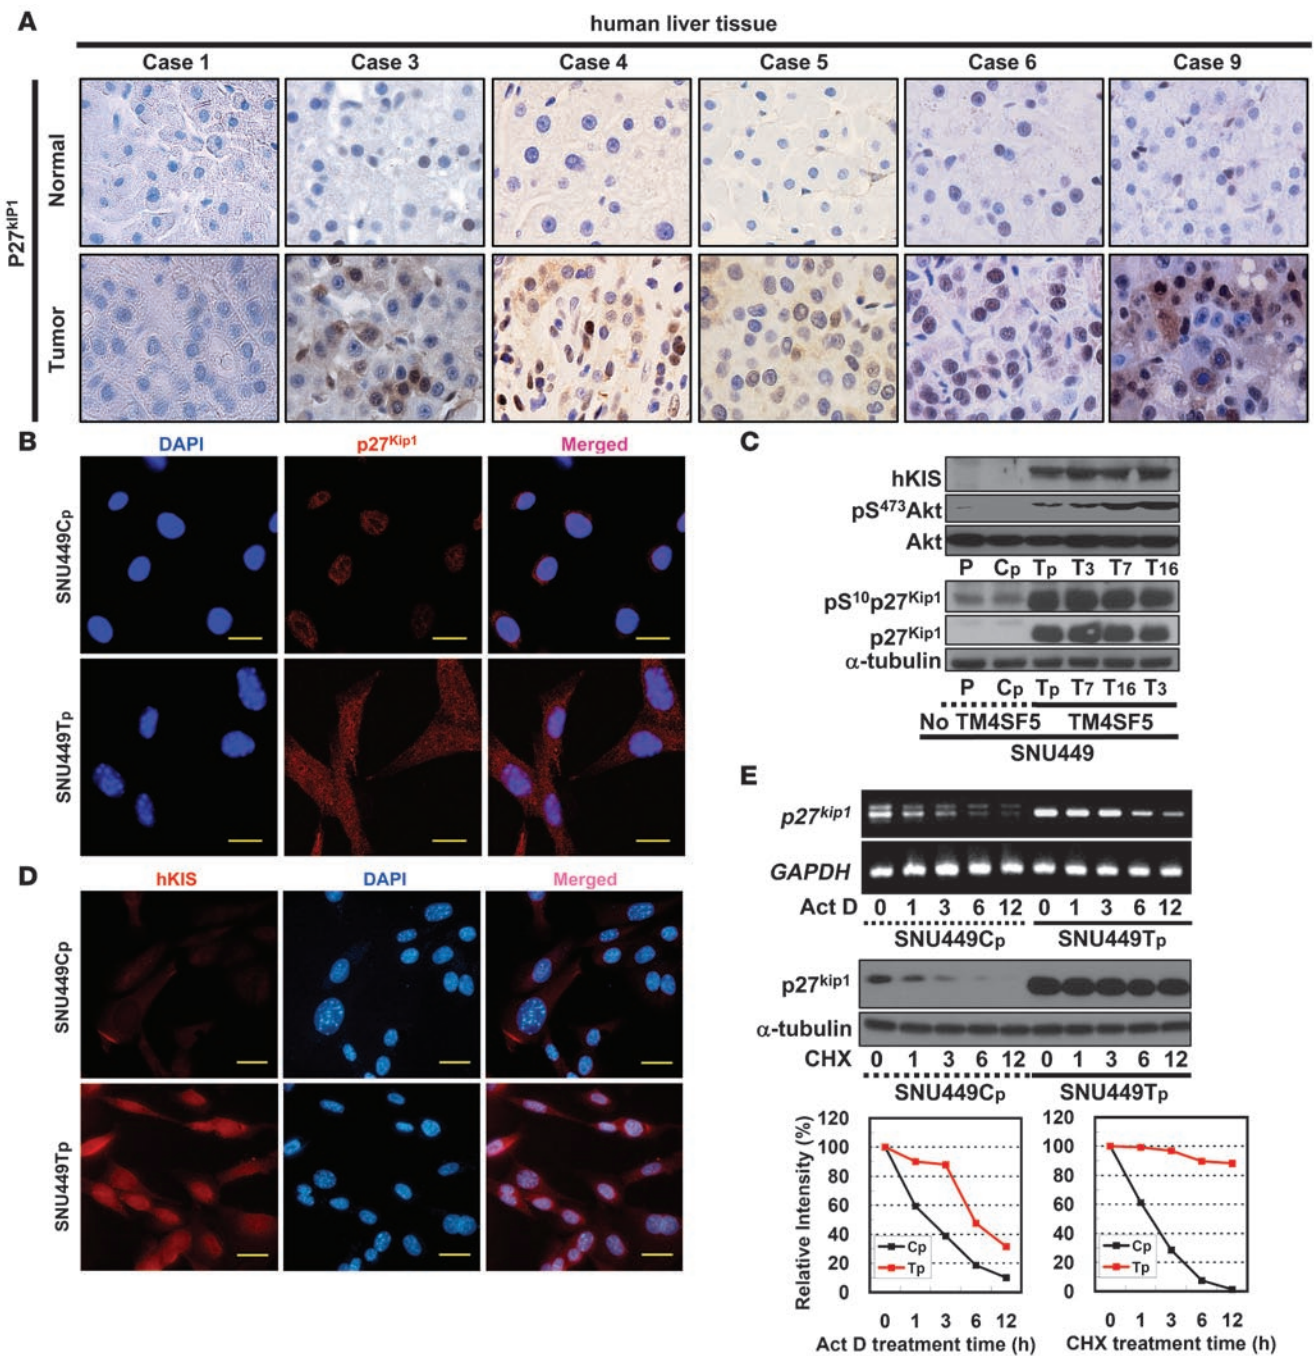 A
human liver tissue
Case 1 Case 3 Case 4 Case 5 Case 6 Case 9
P27kIP1
Normal
Tumor
B
DAPI p27Kip1 Merged
SNU449Cp
SNU449Tp
C
hKIS
pS473Akt
Akt
P Cp Tp T3 T7 T16
pS10p27Kip1
p27Kip1
α-tubulin
P Cp Tp T7 T16 T3
No TM4SF5 TM4SF5
SNU449
D
hKIS DAPI Merged
SNU449Cp
SNU449Tp
E
p27kip1
GAPDH
Act D 0 1 3 6 12 0 1 3 6 12
SNU449Cp SNU449Tp
p27kip1
α-tubulin
CHX 0 1 3 6 12 0 1 3 6 12
SNU449Cp SNU449Tp
Relative Intensity (%)
120 120
100 100
80 80
60 60
40 40
20 20
0 0
Cp Cp
Tp Tp
0 1 3 6 12 0 1 3 6 12
Act D treatment time (h) CHX treatment time (h)